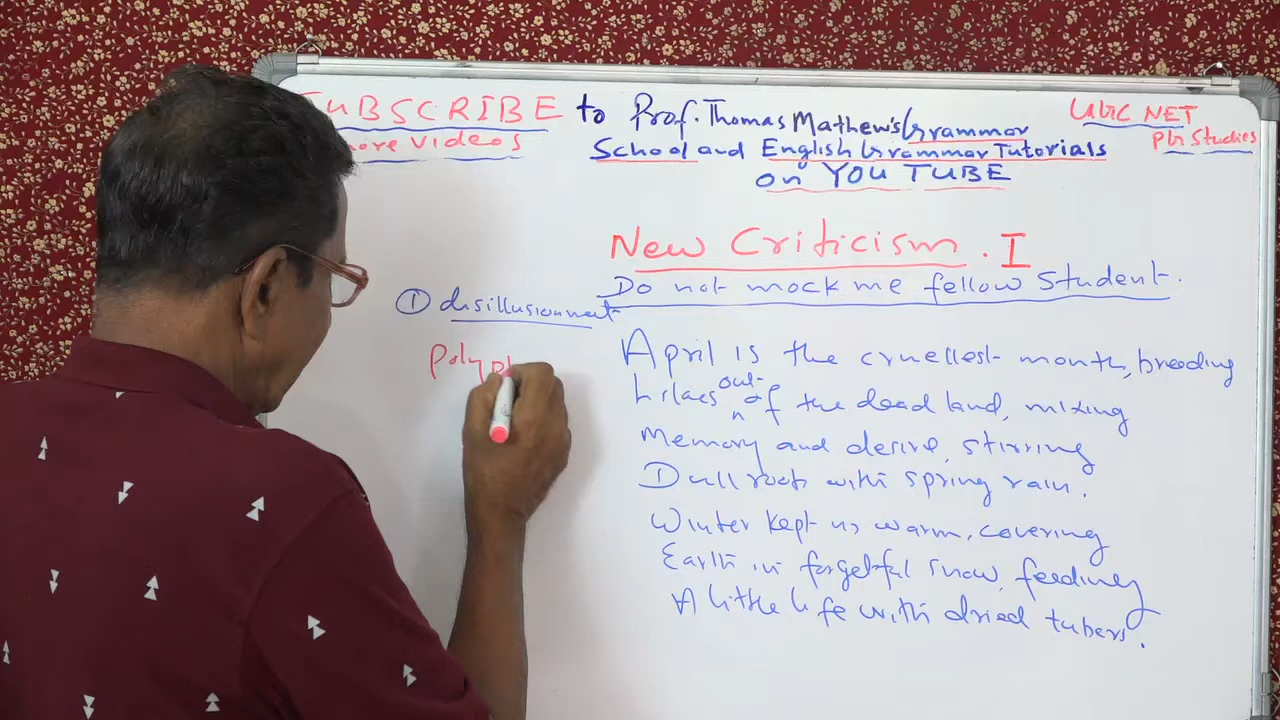 SUBSCRIBE to Prof. Thomas Mathew's Grammar
more Videos School and English Grammar Tutorials
on YOU TUBE
UGC NET
PG Studies
New Criticism. I
Do not mock me fellow Student.
① disillusionment
polyph
April is the cruellest month, breeding
Lilacs out of the dead land, mixing
Memory and desire, stirring
Dull roots with spring rain.
Winter kept us warm, covering
Earth in forgetful snow, feeding
A little life with dried tubers.